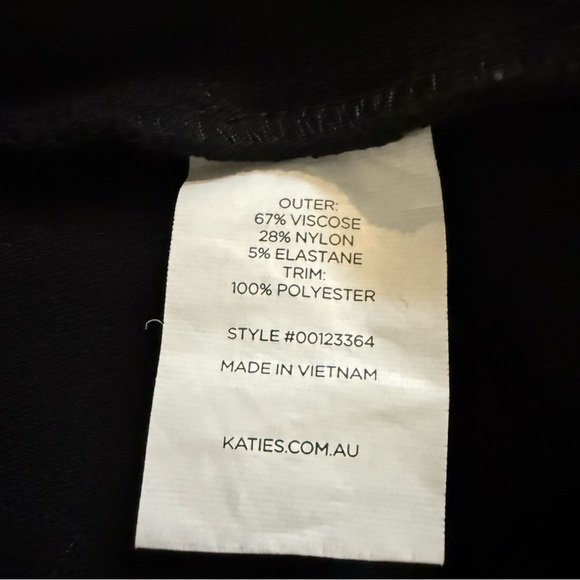 OUTER:
67% VISCOSE
28% NYLON
5% ELASTANE
TRIM:
100% POLYESTER
STYLE #00123364
MADE IN VIETNAM
KATIES.COM.AU